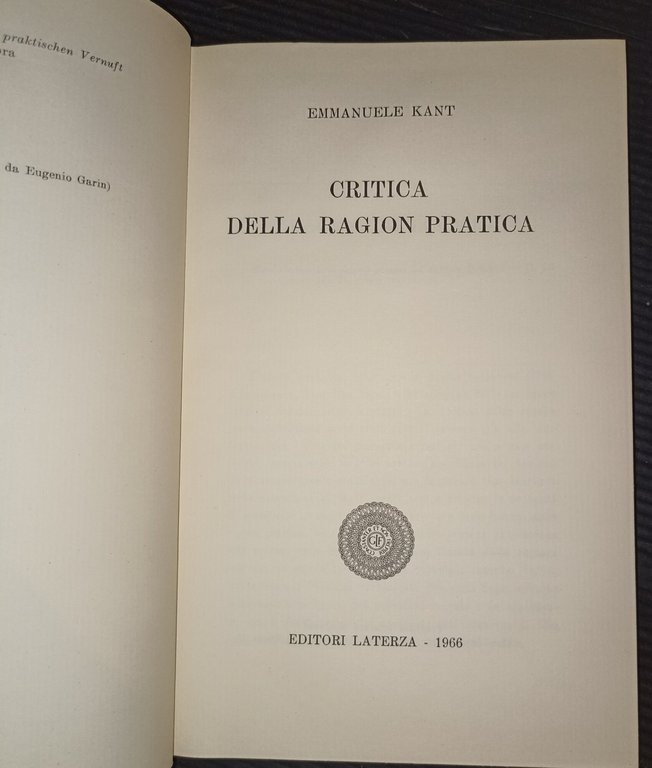 praktischen Vernuft
da Eugenio Garin)
EMMANUELE KANT
CRITICA
DELLA RAGION PRATICA
EDITORI LATERZA - 1966